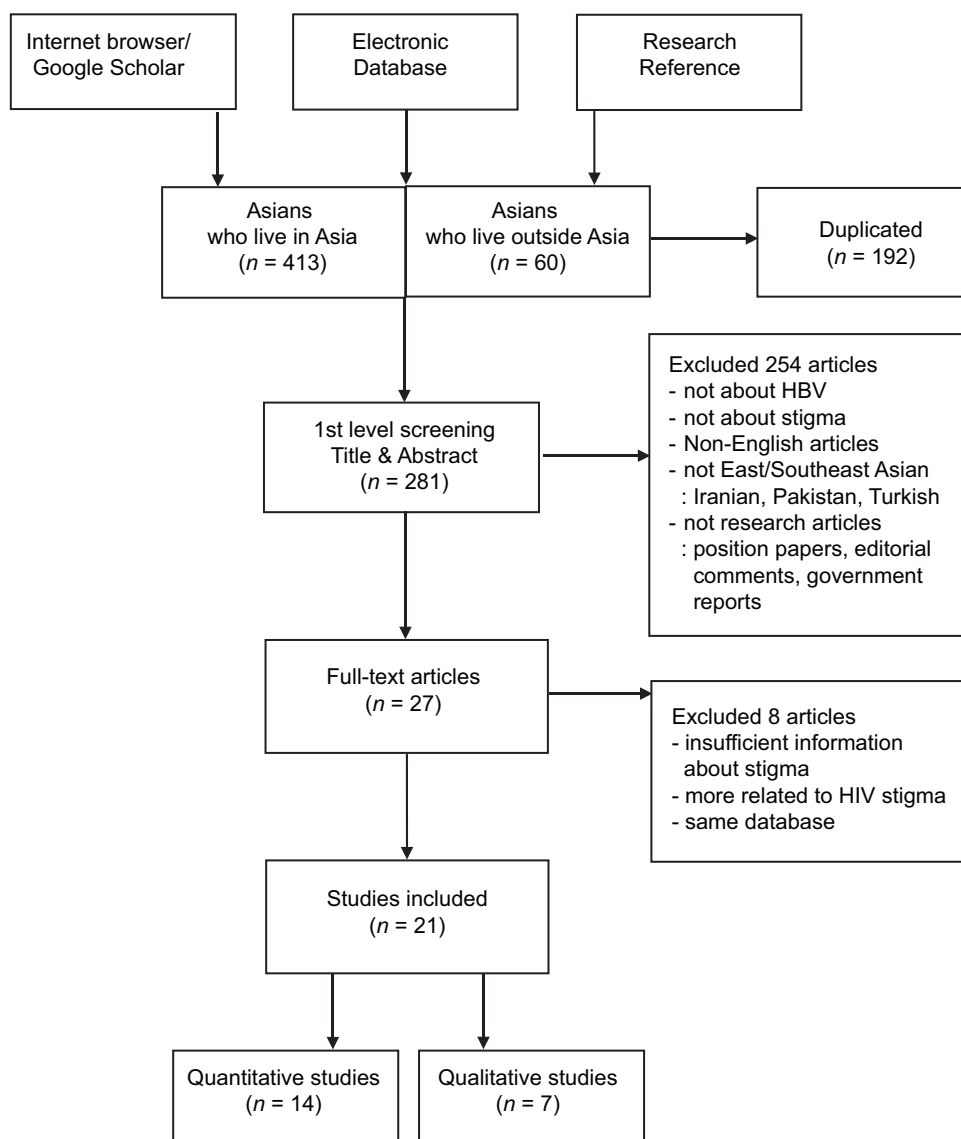 Internet browser/
Google Scholar
Electronic
Database
Research
Reference
Asians
who live in Asia
(n = 413)
Asians
who live outside Asia
(n = 60)
Duplicated
(n = 192)
1st level screening
Title & Abstract
(n = 281)
Excluded 254 articles
- not about HBV
- not about stigma
- Non-English articles
- not East/Southeast Asian
: Iranian, Pakistan, Turkish
- not research articles
: position papers, editorial
comments, government
reports
Full-text articles
(n = 27)
Excluded 8 articles
- insufficient information
about stigma
- more related to HIV stigma
- same database
Studies included
(n = 21)
Quantitative studies
(n = 14)
Qualitative studies
(n = 7)